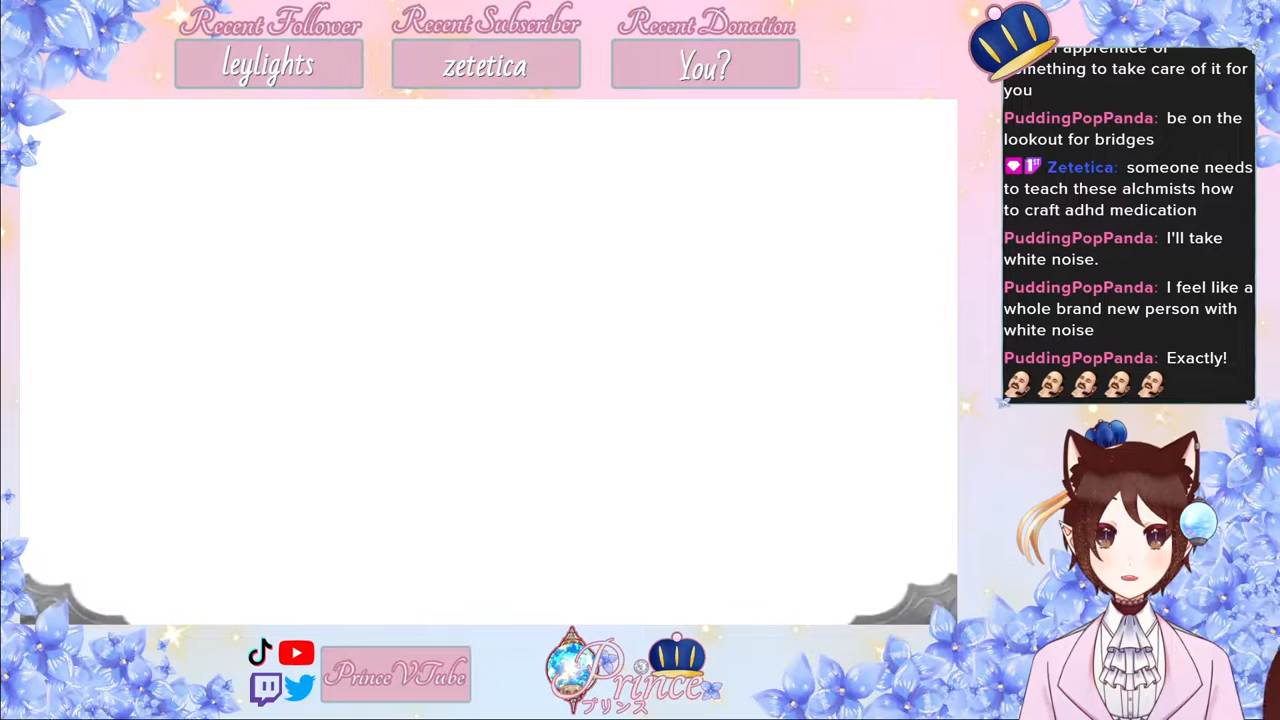 Recent Follower
leylights
Recent Subscriber
zetetica
Recent Donation
You?
something to take care of it for
you
PuddingPopPanda: be on the
lookout for bridges
1ST Zetetica: someone needs
to teach these alchmists how
to craft adhd medication
PuddingPopPanda: I'll take
white noise.
PuddingPopPanda: I feel like a
whole brand new person with
white noise
PuddingPopPanda: Exactly!
Prince VTube
Prince
プリンス